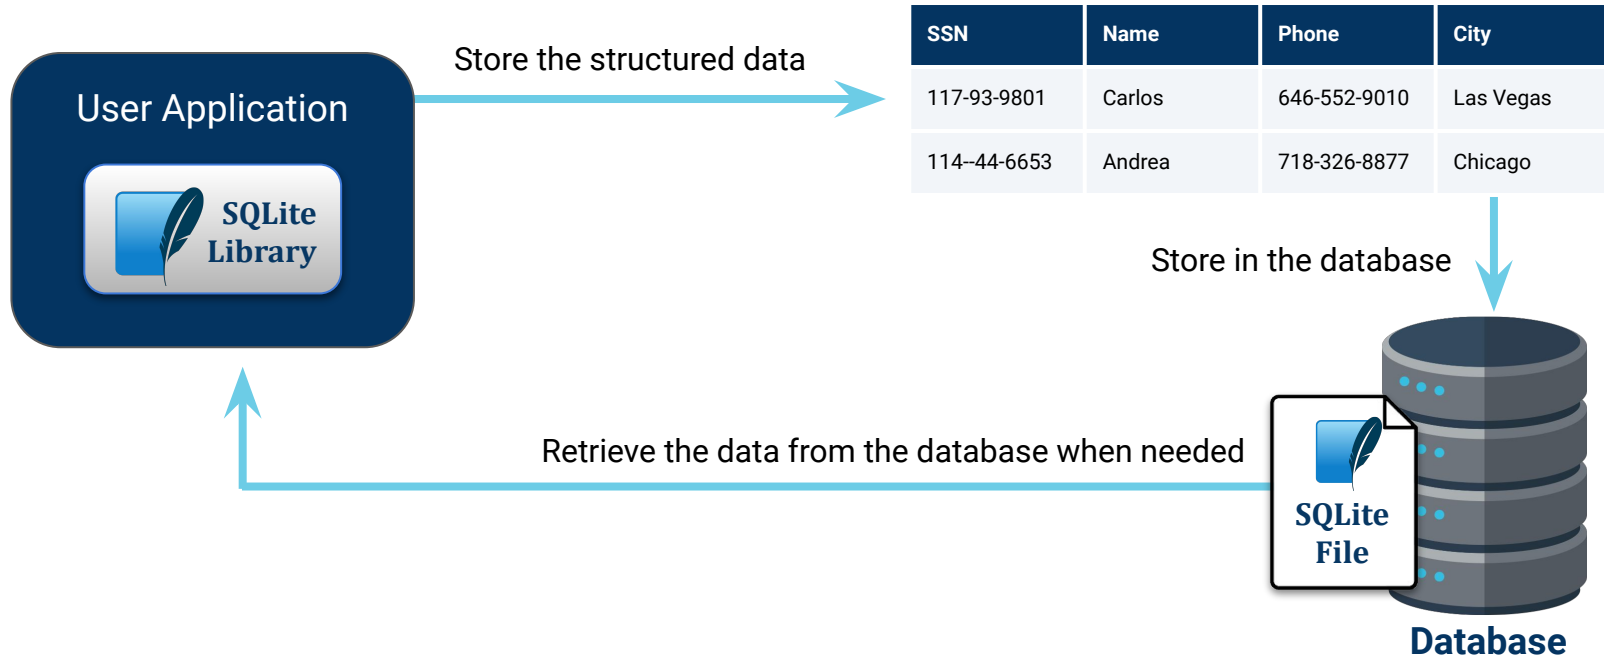 User Application
SQLite
Library
Store the structured data
SSN Name Phone City
117-93-9801 Carlos 646-552-9010 Las Vegas
114--44-6653 Andrea 718-326-8877 Chicago
Store in the database
Retrieve the data from the database when needed
SQLite
File
Database